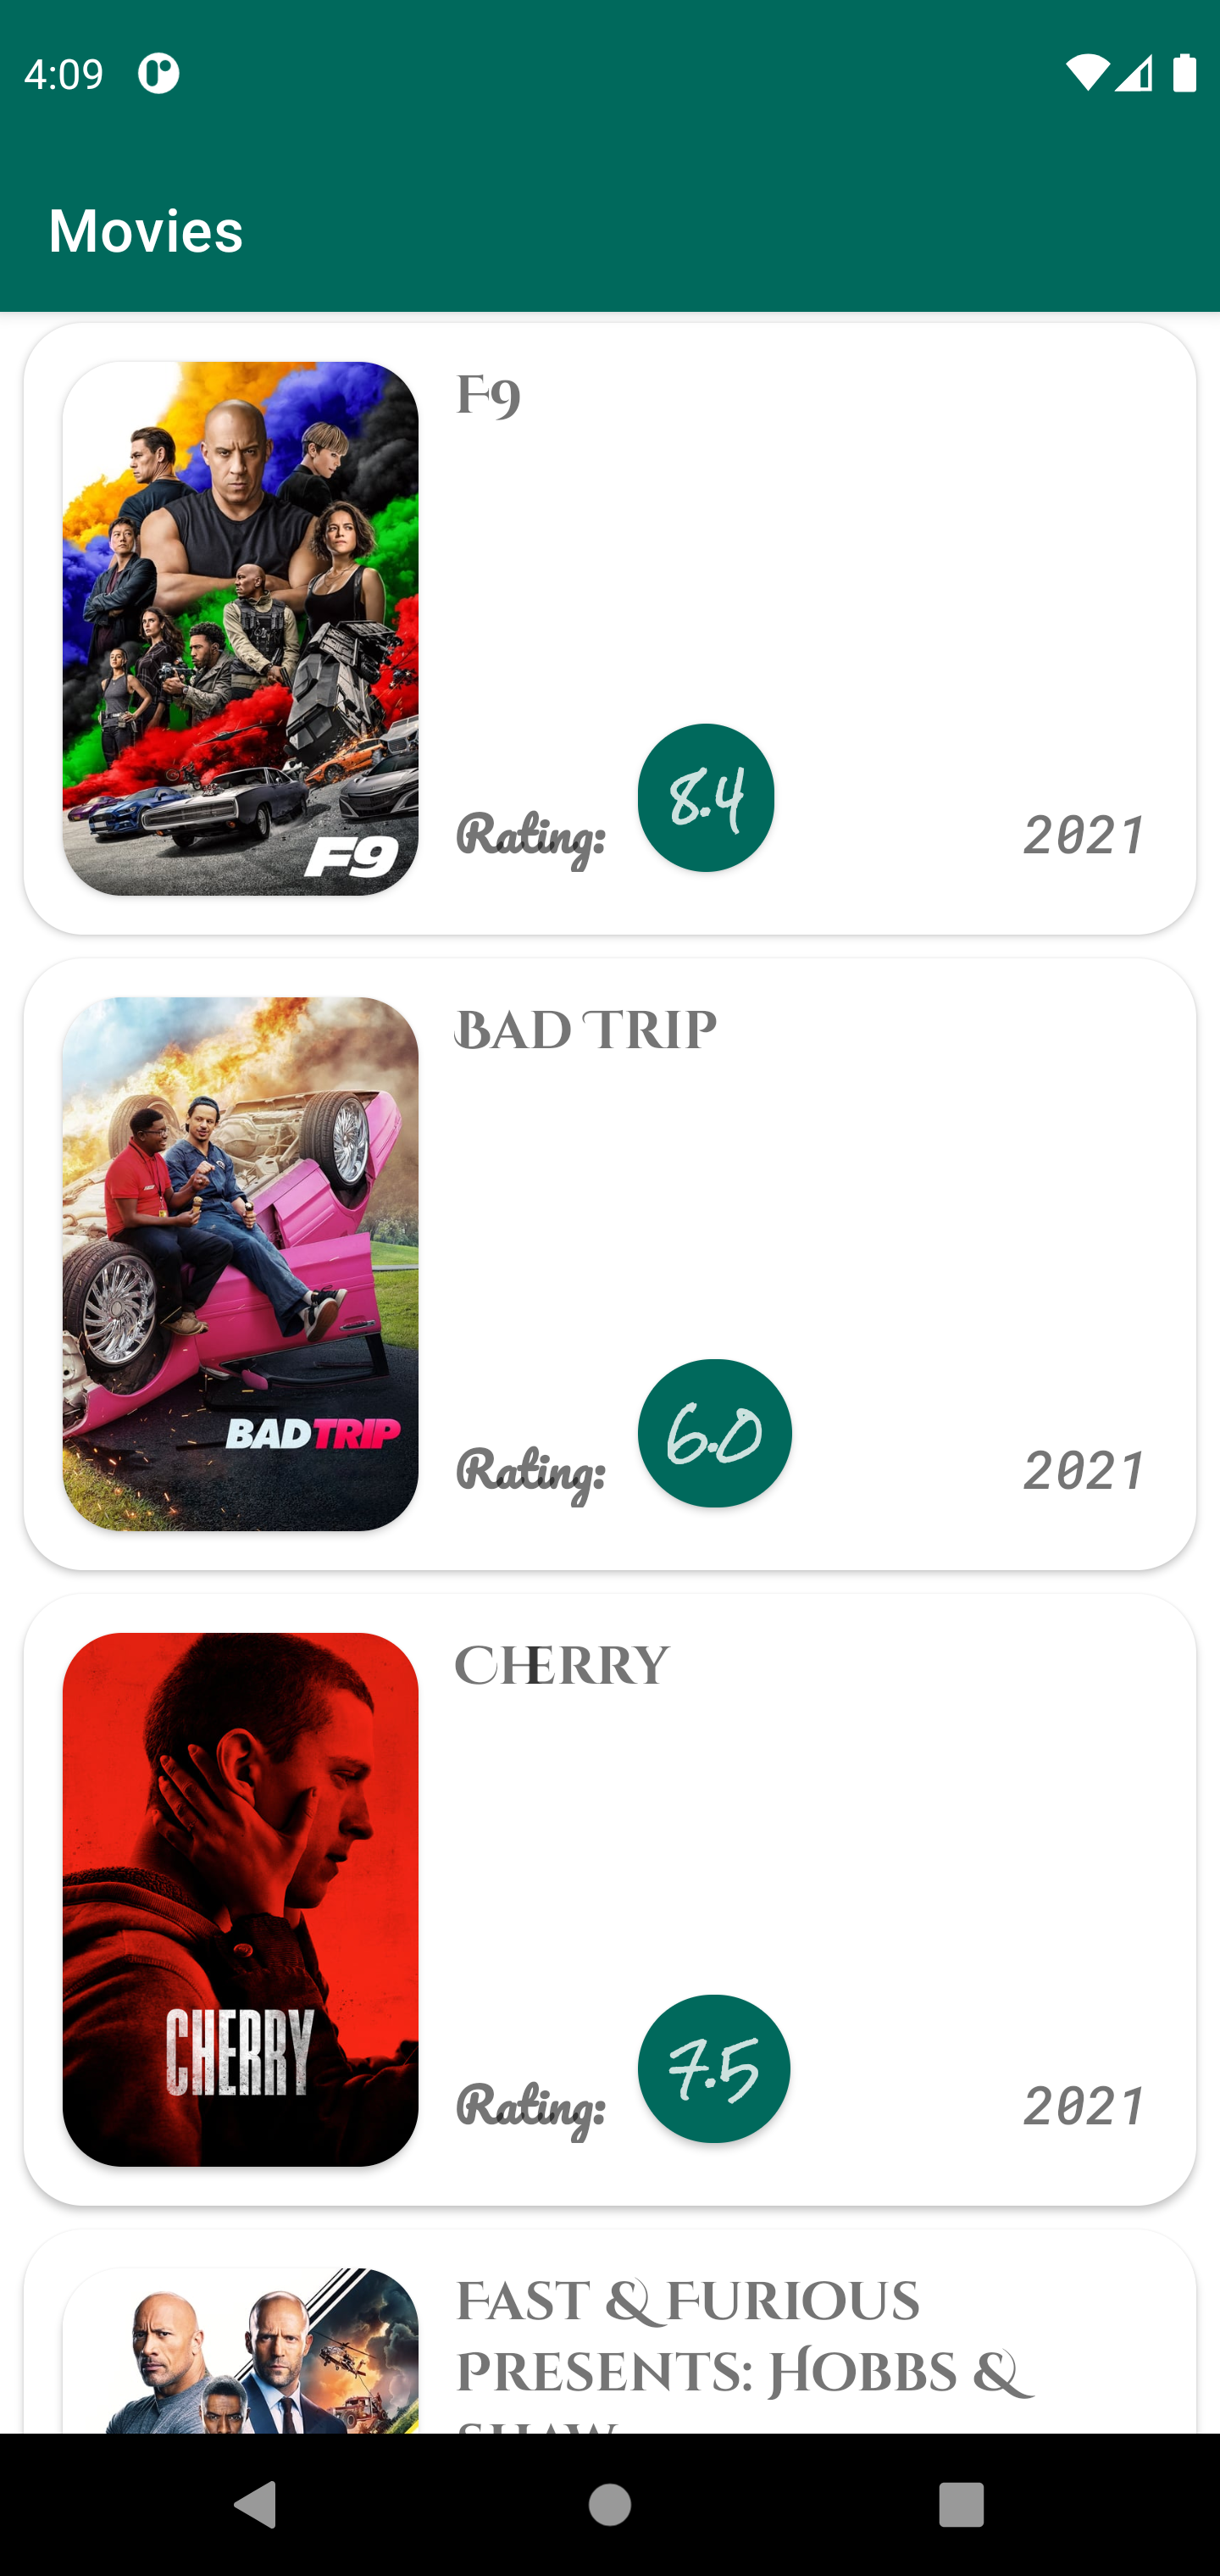 4:09
Movies
F9
F9
Rating: 8.4 2021
Bad Trip
BAD TRIP
Rating: 6.0 2021
Cherry
CHERRY
Rating: 7.5 2021
Fast & Furious
Presents: Hobbs &
Shaw